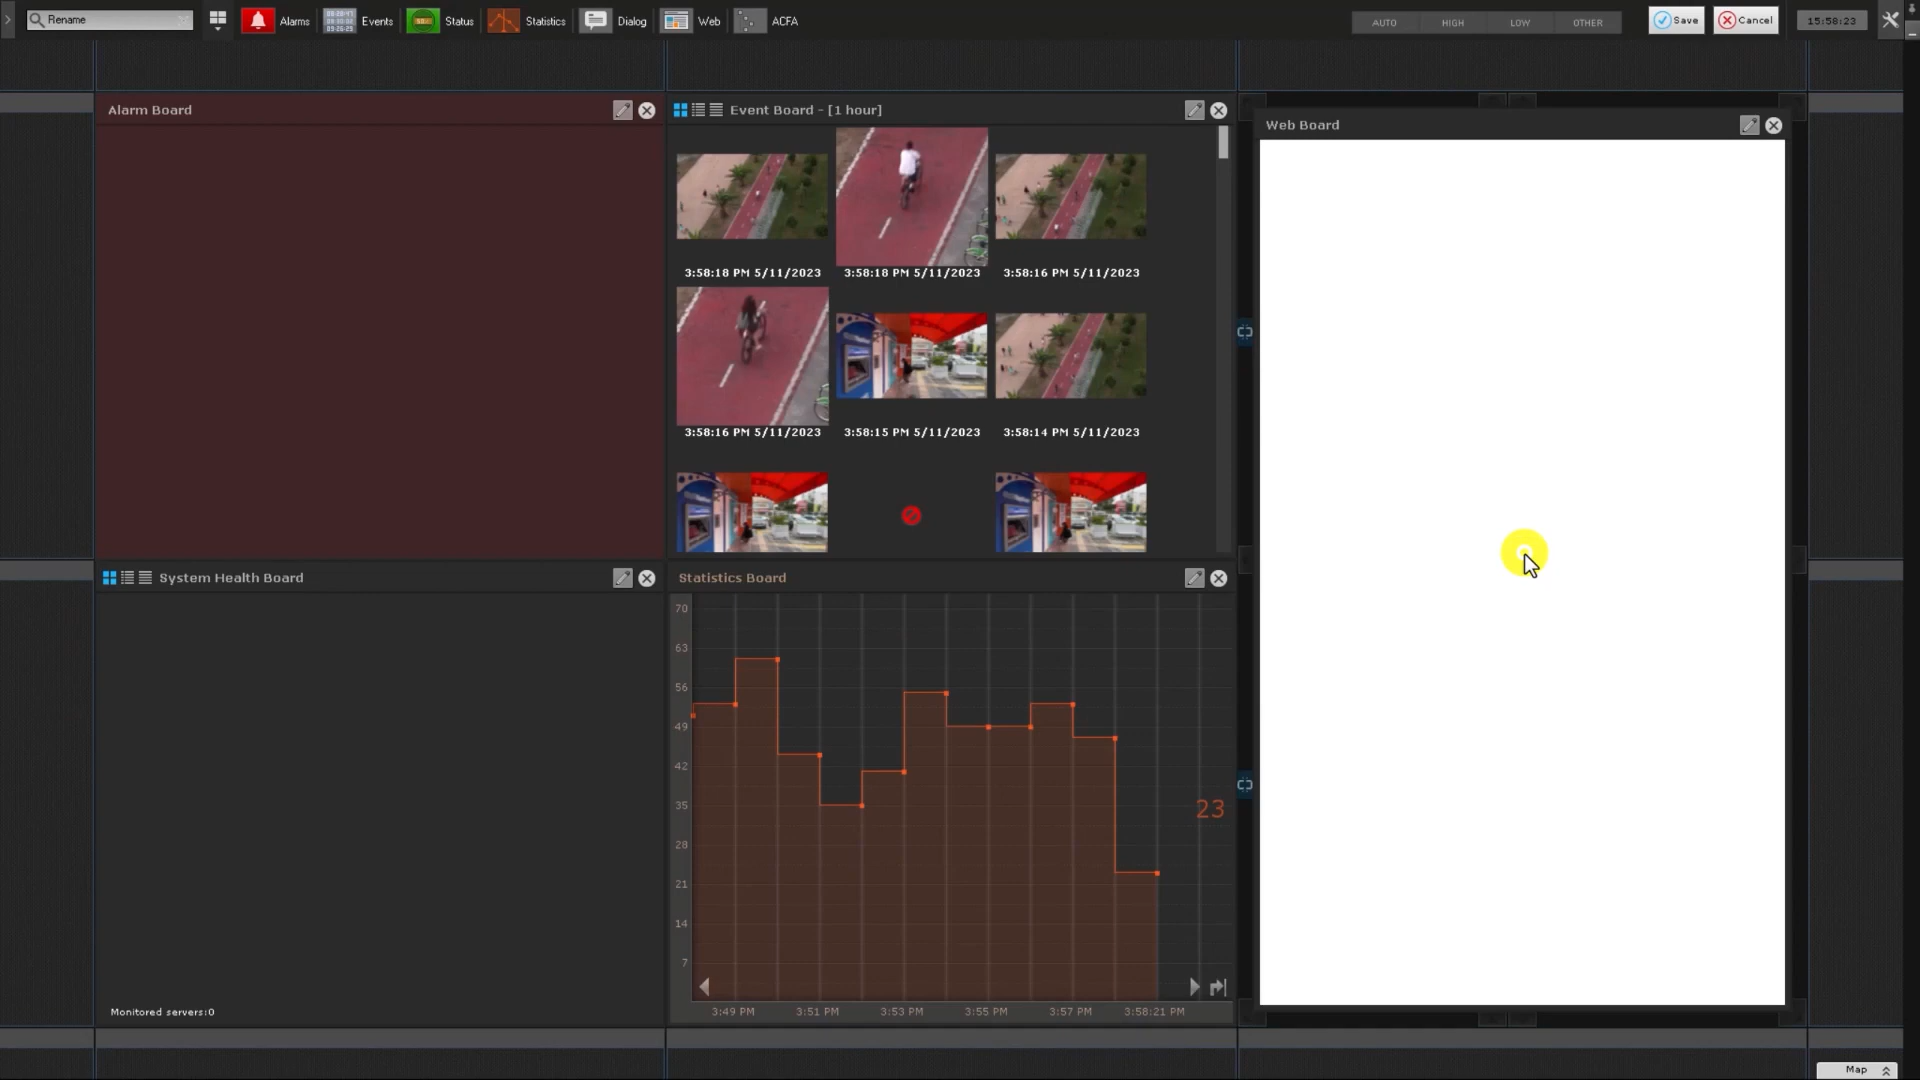 Rename
Alarms
Events
Status
Statistics
Dialog
Web
ACFA
AUTO
HIGH
LOW
OTHER
Save
Cancel
15:58:23
Alarm Board
Event Board - [1 hour]
Web Board
3:58:18 PM 5/11/2023
3:58:18 PM 5/11/2023
3:58:16 PM 5/11/2023
3:58:16 PM 5/11/2023
3:58:15 PM 5/11/2023
3:58:14 PM 5/11/2023
System Health Board
Monitored servers:0
Statistics Board
70
63
56
49
42
35
28
21
14
7
23
3:49 PM
3:51 PM
3:53 PM
3:55 PM
3:57 PM
3:58:21 PM
Map